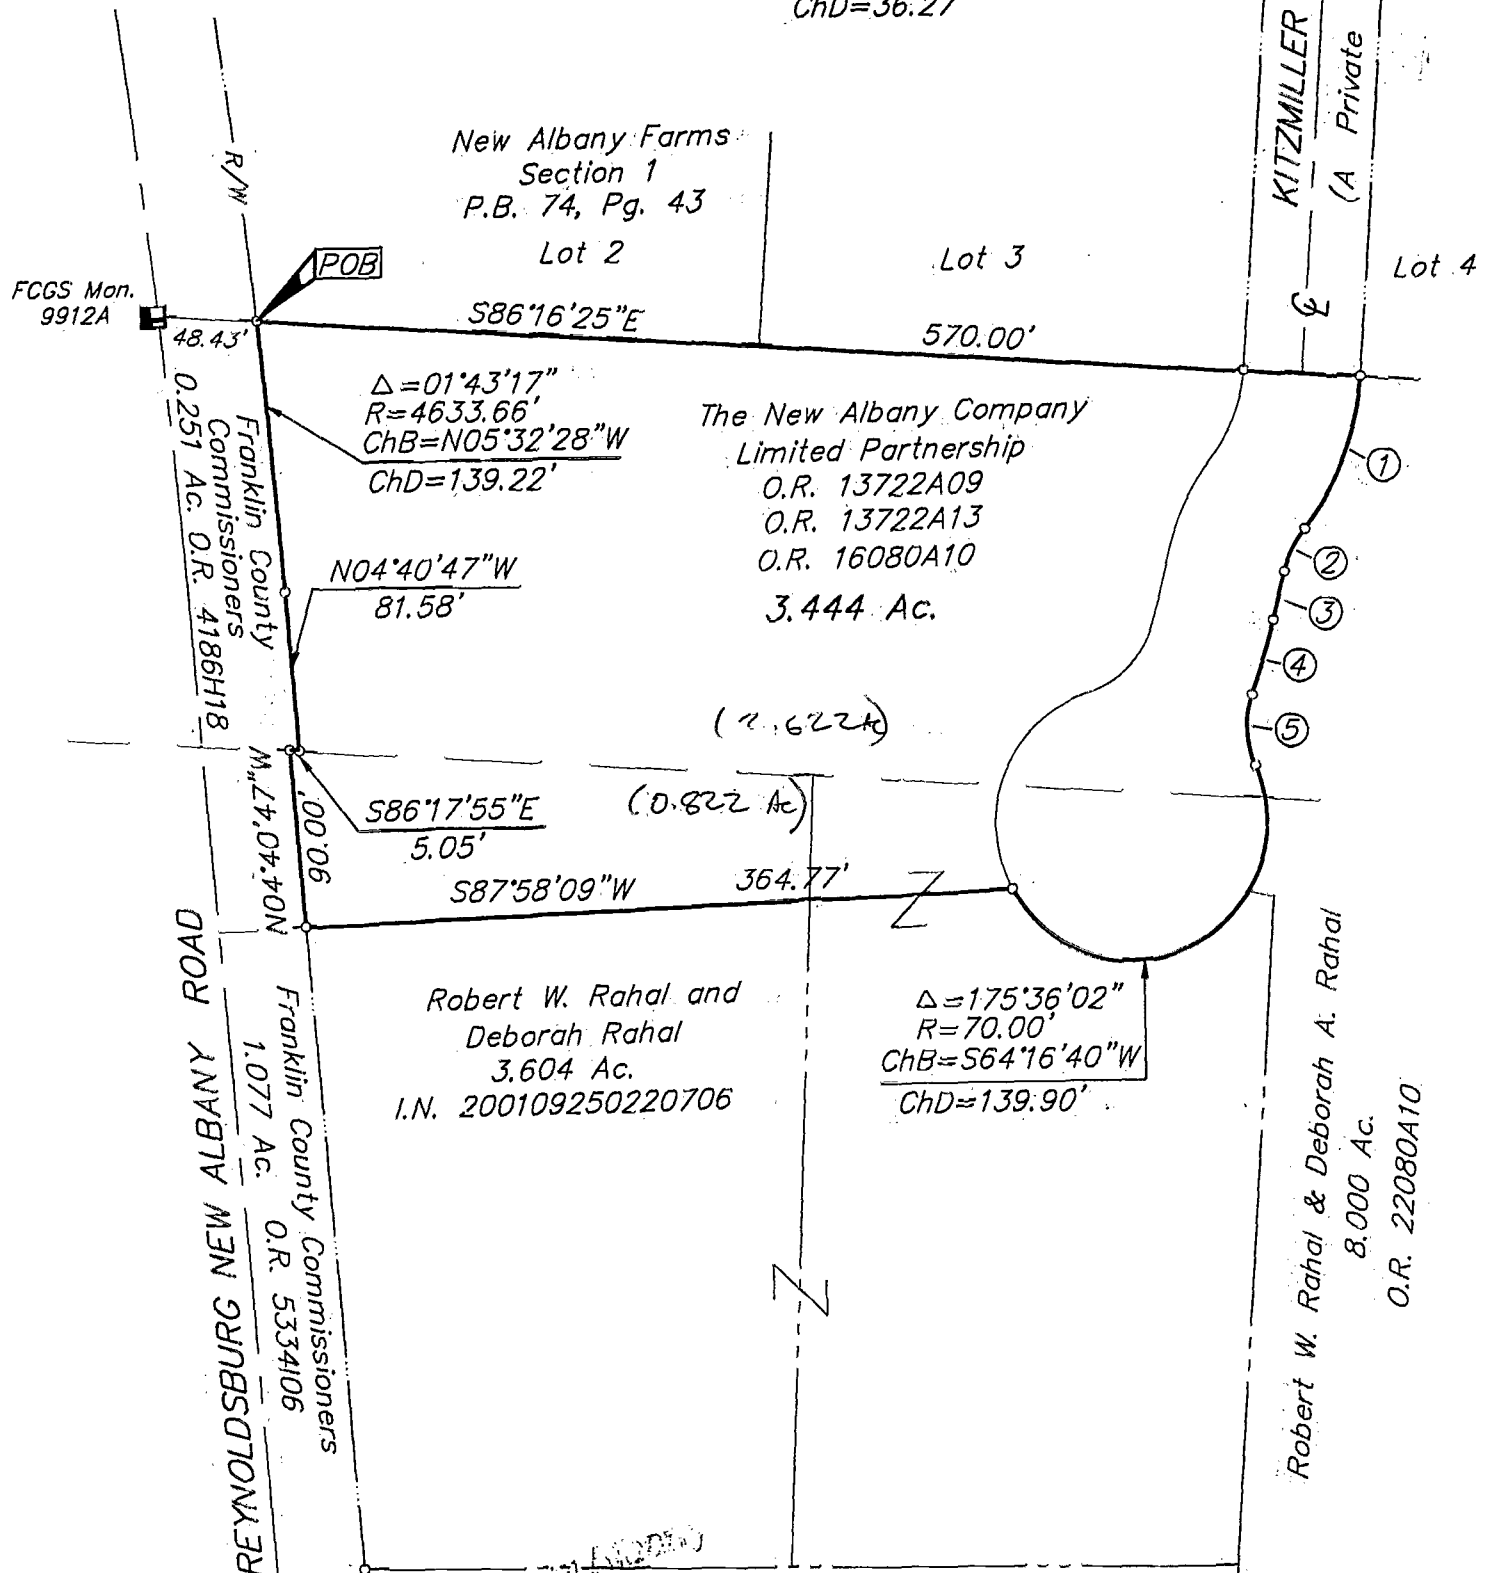 ChD=36.27'
KITZMILLER
(A Private
R/W
New Albany Farms
Section 1
P.B. 74, Pg. 43
Lot 2
Lot 3
Lot 4
POB
FCGS Mon.
9912A
48.43'
S86°16'25"E
570.00'
℄
Δ=01°43'17"
R=4633.66'
ChB=N05°32'28"W
ChD=139.22'
The New Albany Company
Limited Partnership
O.R. 13722A09
O.R. 13722A13
O.R. 16080A10
3.444 Ac.
1
2
3
4
5
Franklin County
Commissioners
0.251 Ac. O.R. 4186H18
N04°40'47"W
81.58'
(2.622 Ac)
(0.822 Ac)
S86°17'55"E
5.05'
N04°40'47"W
90.00'
S87°58'09"W
364.77'
Z
Robert W. Rahal and
Deborah Rahal
3.604 Ac.
I.N. 200109250220706
Δ=175°36'02"
R=70.00'
ChB=S64°16'40"W
ChD=139.90'
Z
REYNOLDSBURG NEW ALBANY ROAD
Franklin County Commissioners
1.077 Ac. O.R. 5334I06
Robert W. Rahal & Deborah A. Rahal
8.000 Ac.
O.R. 22080A10